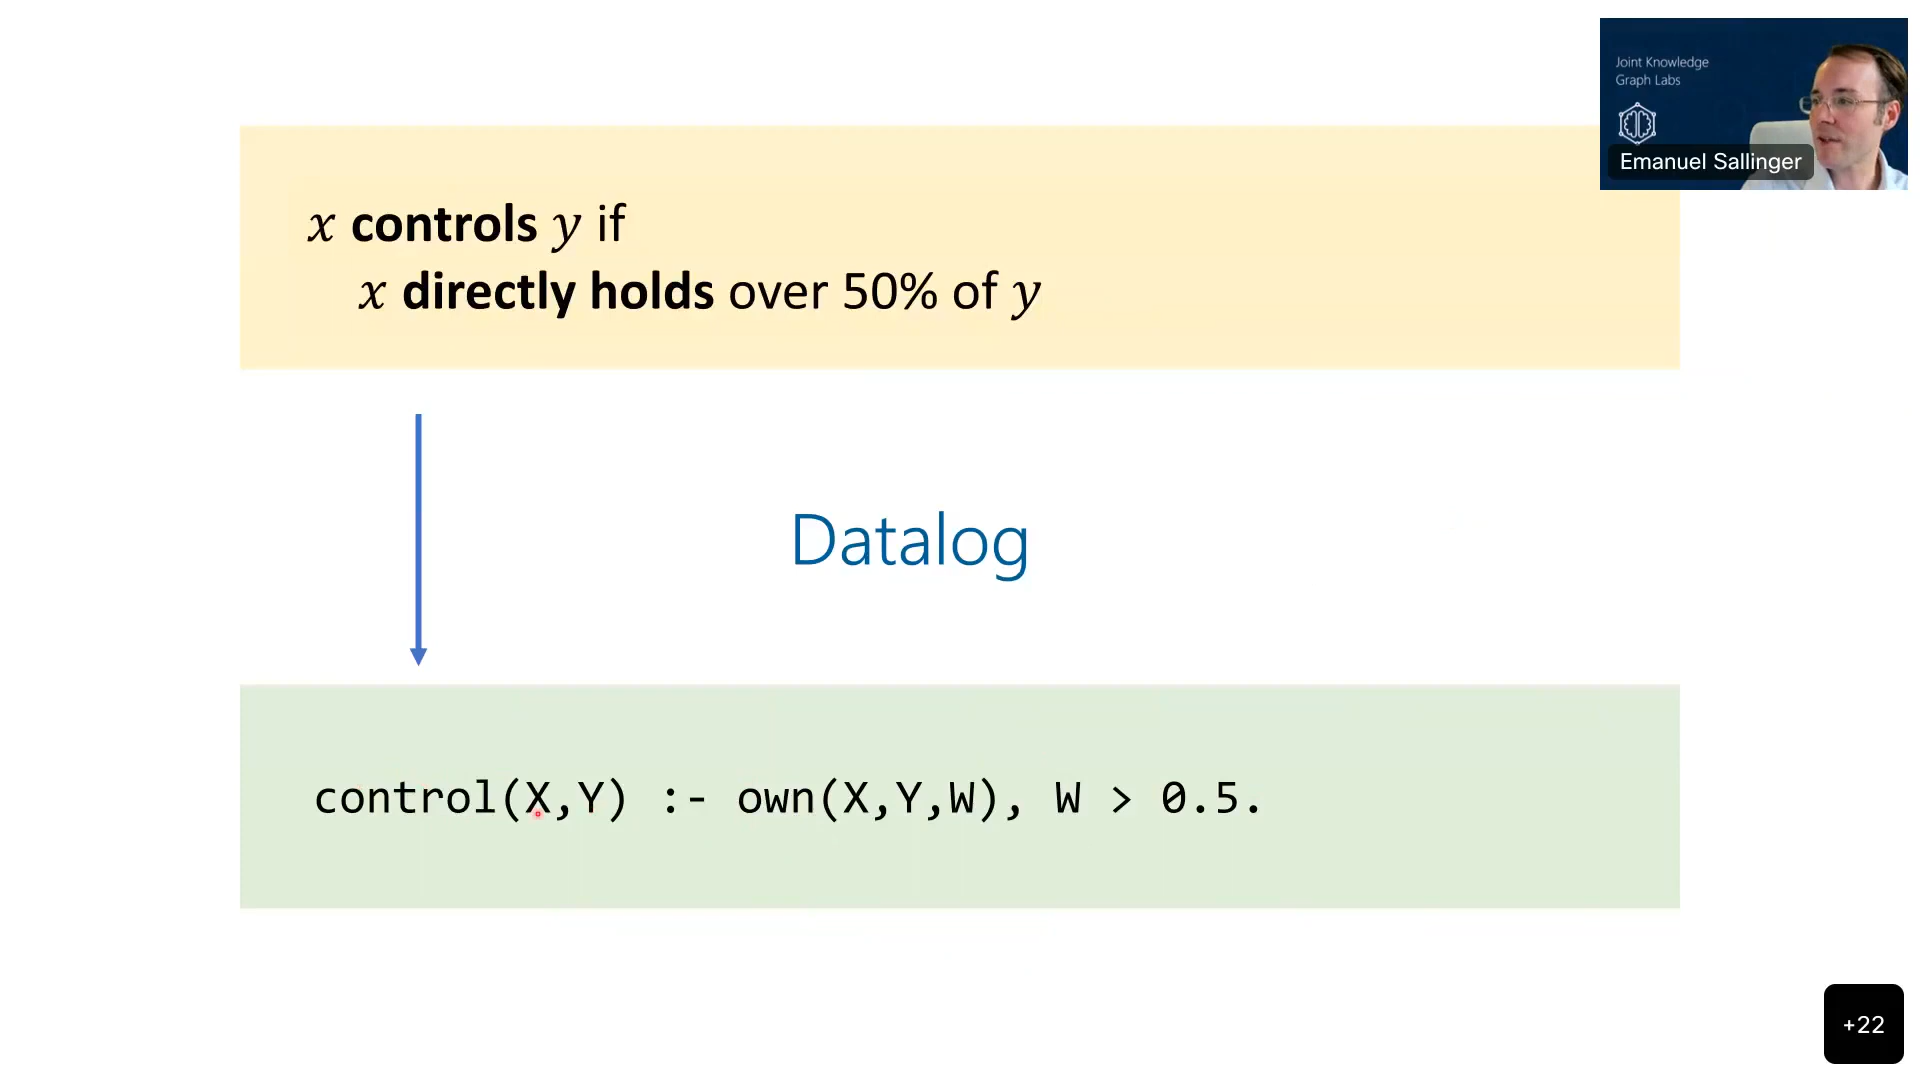 Joint Knowledge
Graph Labs
Emanuel Sallinger
x controls y if
x directly holds over 50% of y
Datalog
control(X,Y) :- own(X,Y,W), W > 0.5.
+22